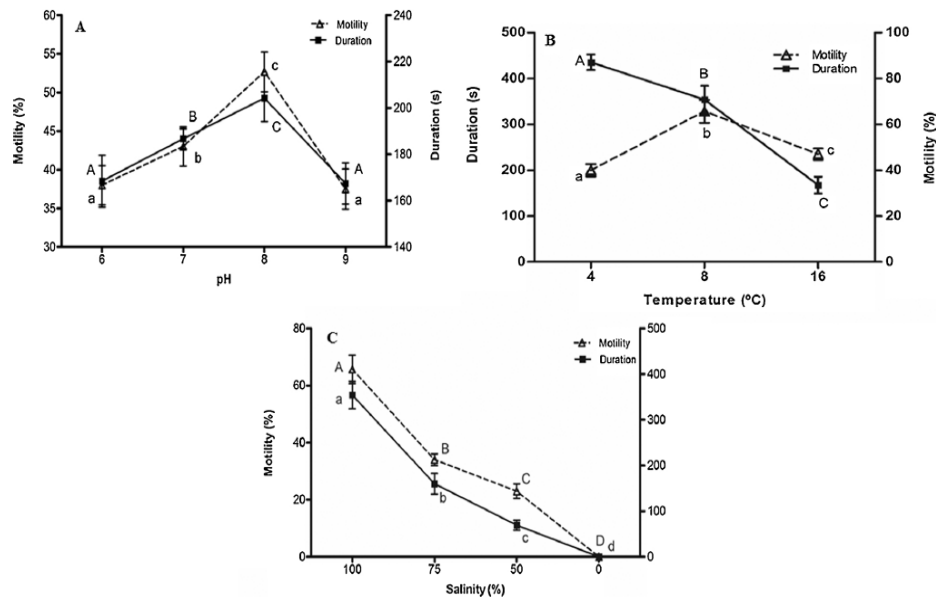 A
Motility
Duration
Motility (%)
60
55
50
45
40
35
30
Duration (s)
240
220
200
180
160
140
A
a
B
b
c
C
A
a
6 7 8 9
pH
B
Motility
Duration
Duration (s)
500
400
300
200
100
0
Motility (%)
100
80
60
40
20
0
A
a
B
b
c
C
4 8 16
Temperature (ºC)
C
Motility
Duration
Motility (%)
80
60
40
20
0
500
400
300
200
100
0
A
a
B
b
C
c
D
d
100 75 50 0
Salinity (%)